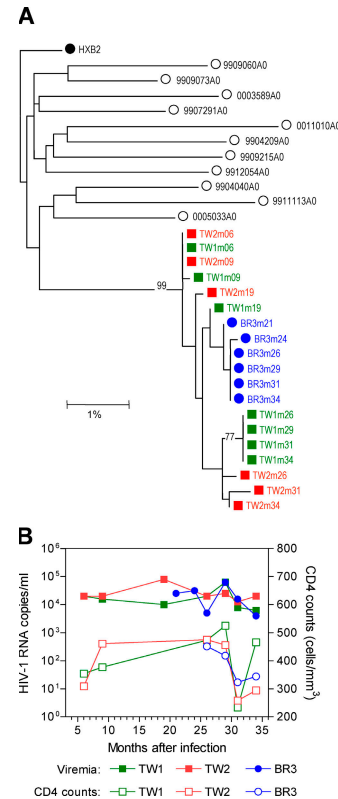 A
HXB2
9909060A0
9909073A0
0003589A0
9907291A0
0011010A0
9904209A0
9909215A0
9912054A0
9904040A0
9911113A0
0005033A0
TW2m06
TW1m06
TW2m09
99
TW1m09
TW2m19
TW1m19
BR3m21
BR3m24
BR3m26
BR3m29
BR3m31
BR3m34
1%
TW1m26
TW1m29
77
TW1m31
TW1m34
TW2m26
TW2m31
TW2m34
B
HIV-1 RNA copies/ml
10⁶
10⁵
10⁴
10³
10²
10¹
10⁰
800
700
600
500
400
300
200
CD4 counts (cells/mm³)
5 10 15 20 25 30 35
Months after infection
Viremia: TW1 TW2 BR3
CD4 counts: TW1 TW2 BR3